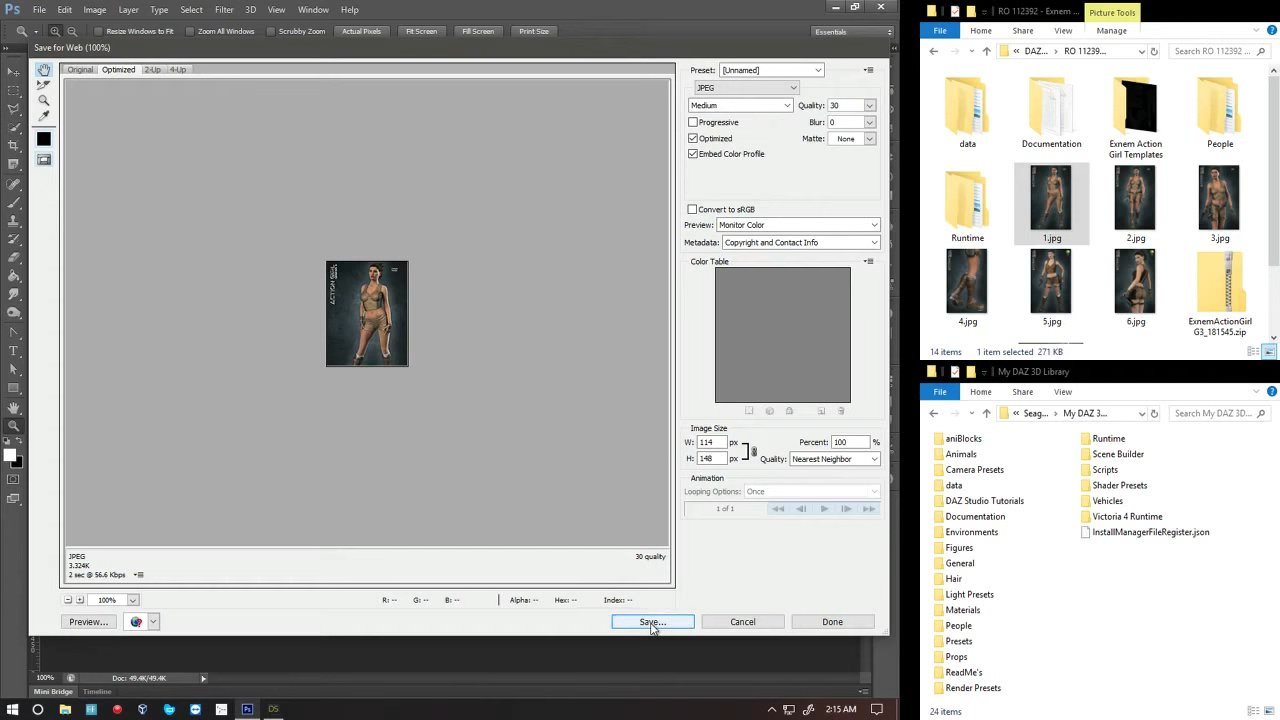 Ps File Edit Image Layer Type Select Filter 3D View Window Help
Resize Windows to Fit Zoom All Windows Scrubby Zoom Actual Pixels Fit Screen Fill Screen Print Size Essentials
Save for Web (100%)
Original Optimized 2-Up 4-Up
Preset: [Unnamed]
JPEG
Medium Quality: 30
Progressive Blur: 0
Optimized Matte: None
Embed Color Profile
Convert to sRGB
Preview: Monitor Color
Metadata: Copyright and Contact Info
Color Table
Image Size
W: 114 px Percent: 100 %
H: 148 px Quality: Nearest Neighbor
Animation
Looping Options: Once
1 of 1
JPEG 30 quality
3.324K
2 sec @ 56.6 Kbps
100% R: -- G: -- B: -- Alpha: -- Hex: -- Index: --
Preview... Save... Cancel Done
100% Doc: 49.4K/49.4K
Mini Bridge Timeline
Ps DS 2:15 AM
RO 112392 - Exnem ... Picture Tools
File Home Share View Manage
« DAZ... › RO 11239... Search RO 112392 ...
data Documentation Exnem Action Girl Templates People
Runtime 1.jpg 2.jpg 3.jpg
4.jpg 5.jpg 6.jpg ExnemActionGirl
G3_181545.zip
14 items 1 item selected 271 KB
My DAZ 3D Library
File Home Share View
« Seag... › My DAZ 3... Search My DAZ 3D...
aniBlocks
Animals
Camera Presets
data
DAZ Studio Tutorials
Documentation
Environments
Figures
General
Hair
Light Presets
Materials
People
Presets
Props
ReadMe's
Render Presets
Runtime
Scene Builder
Scripts
Shader Presets
Vehicles
Victoria 4 Runtime
InstallManagerFileRegister.json
24 items